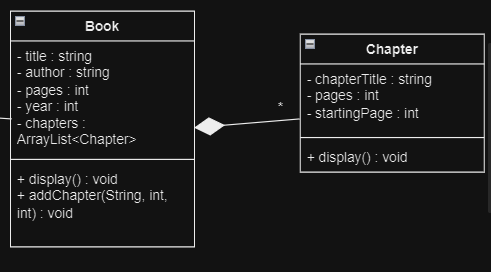 Book
- title : string
- author : string
- pages : int
- year : int
- chapters :
ArrayList<Chapter>
+ display() : void
+ addChapter(String, int,
int) : void
*
Chapter
- chapterTitle : string
- pages : int
- startingPage : int
+ display() : void